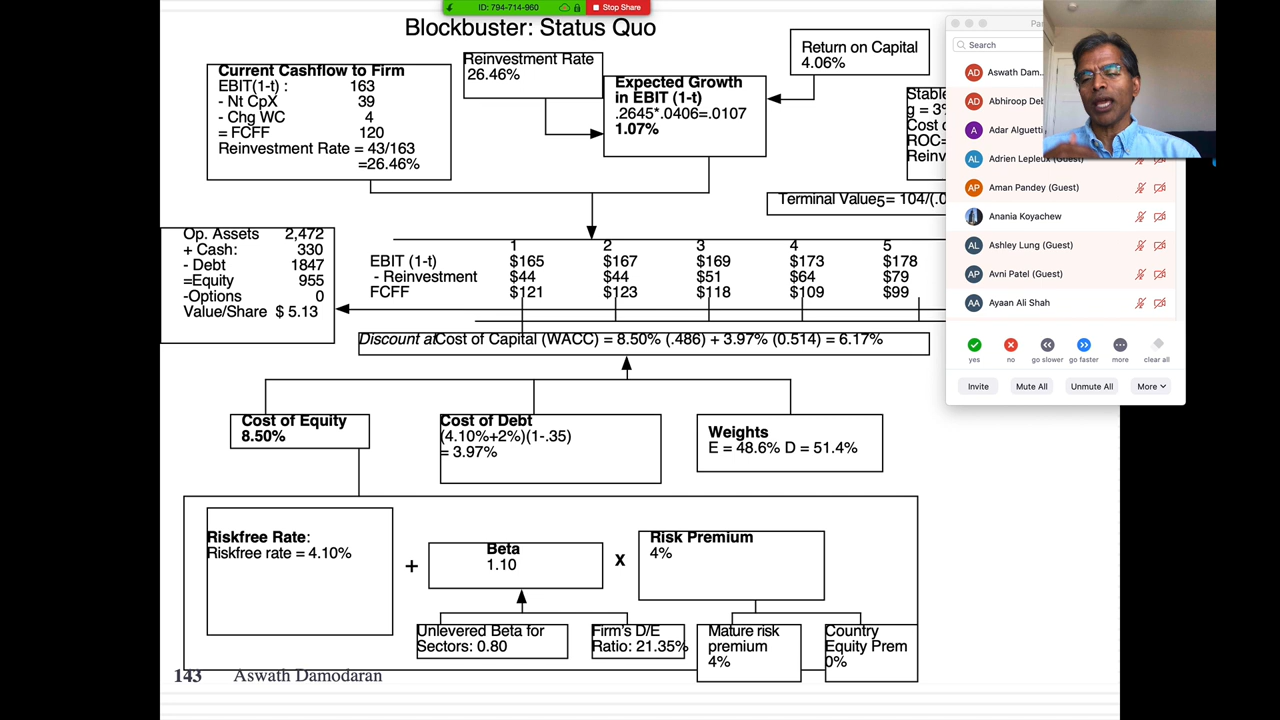 ID: 794-714-960
Stop Share
Blockbuster: Status Quo
Current Cashflow to Firm
EBIT(1-t) : 163
- Nt CpX 39
- Chg WC 4
= FCFF 120
Reinvestment Rate = 43/163
=26.46%
Reinvestment Rate
26.46%
Expected Growth
in EBIT (1-t)
.2645*.0406=.0107
1.07%
Return on Capital
4.06%
g = 3%
ROC=
Terminal Value5= 104/(.0
Op. Assets 2,472
+ Cash: 330
- Debt 1847
=Equity 955
-Options 0
Value/Share $ 5.13
1 2 3 4 5
EBIT (1-t) $165 $167 $169 $173 $178
- Reinvestment $44 $44 $51 $64 $79
FCFF $121 $123 $118 $109 $99
Discount at Cost of Capital (WACC) = 8.50% (.486) + 3.97% (0.514) = 6.17%
Cost of Equity
8.50%
Cost of Debt
(4.10%+2%)(1-.35)
= 3.97%
Weights
E = 48.6% D = 51.4%
Riskfree Rate:
Riskfree rate = 4.10%
+
Beta
1.10
X
Risk Premium
4%
Unlevered Beta for
Sectors: 0.80
Firm's D/E
Ratio: 21.35%
Mature risk
premium
4%
Country
Equity Prem
0%
143 Aswath Damodaran
Search
AD Aswath Dam...
AD Abhiroop Deb
A Adar Algueti
AL Adrien Lepleux (Guest)
AP Aman Pandey (Guest)
Anania Koyachew
AL Ashley Lung (Guest)
AP Avni Patel (Guest)
AA Ayaan Ali Shah
yes no go slower go faster more clear all
Invite Mute All Unmute All More